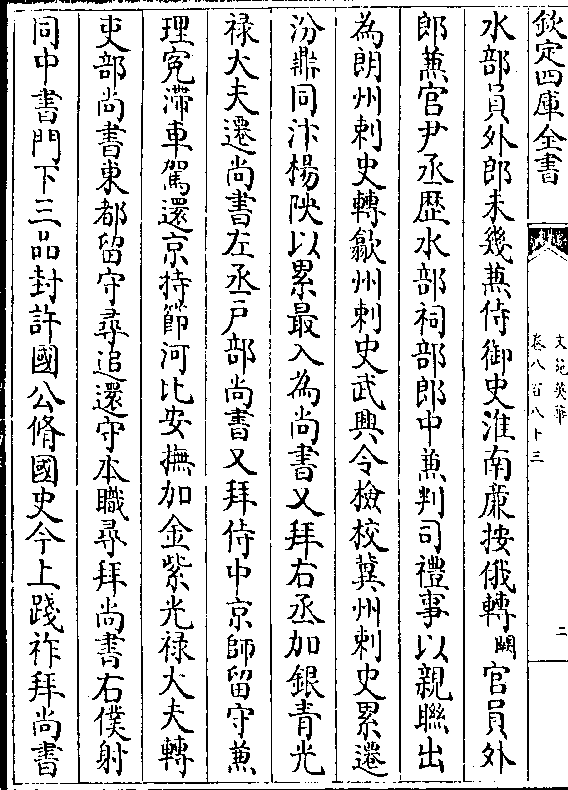 欽定四庫全書
文苑英華
卷八百八十三
二
水部員外郎未幾兼侍御史淮南廉按俄轉闕官員外
郎兼官尹丞歴水部祠部郎中兼判司禮事以親聨出
為朗州刺史轉歙州刺史武興令檢校冀州刺史累遷
汾鼎同汴楊陜以累最入為尚書又拜右丞加銀青光
禄大夫遷尚書左丞戶部尚書又拜侍中京師留守兼
理寃滯車駕還京持節河比安撫加金紫光禄大夫轉
吏部尚書東都留守尋追還守本職尋拜尚書右僕射
同中書門下三品封許國公脩國史今上踐祚拜尚書